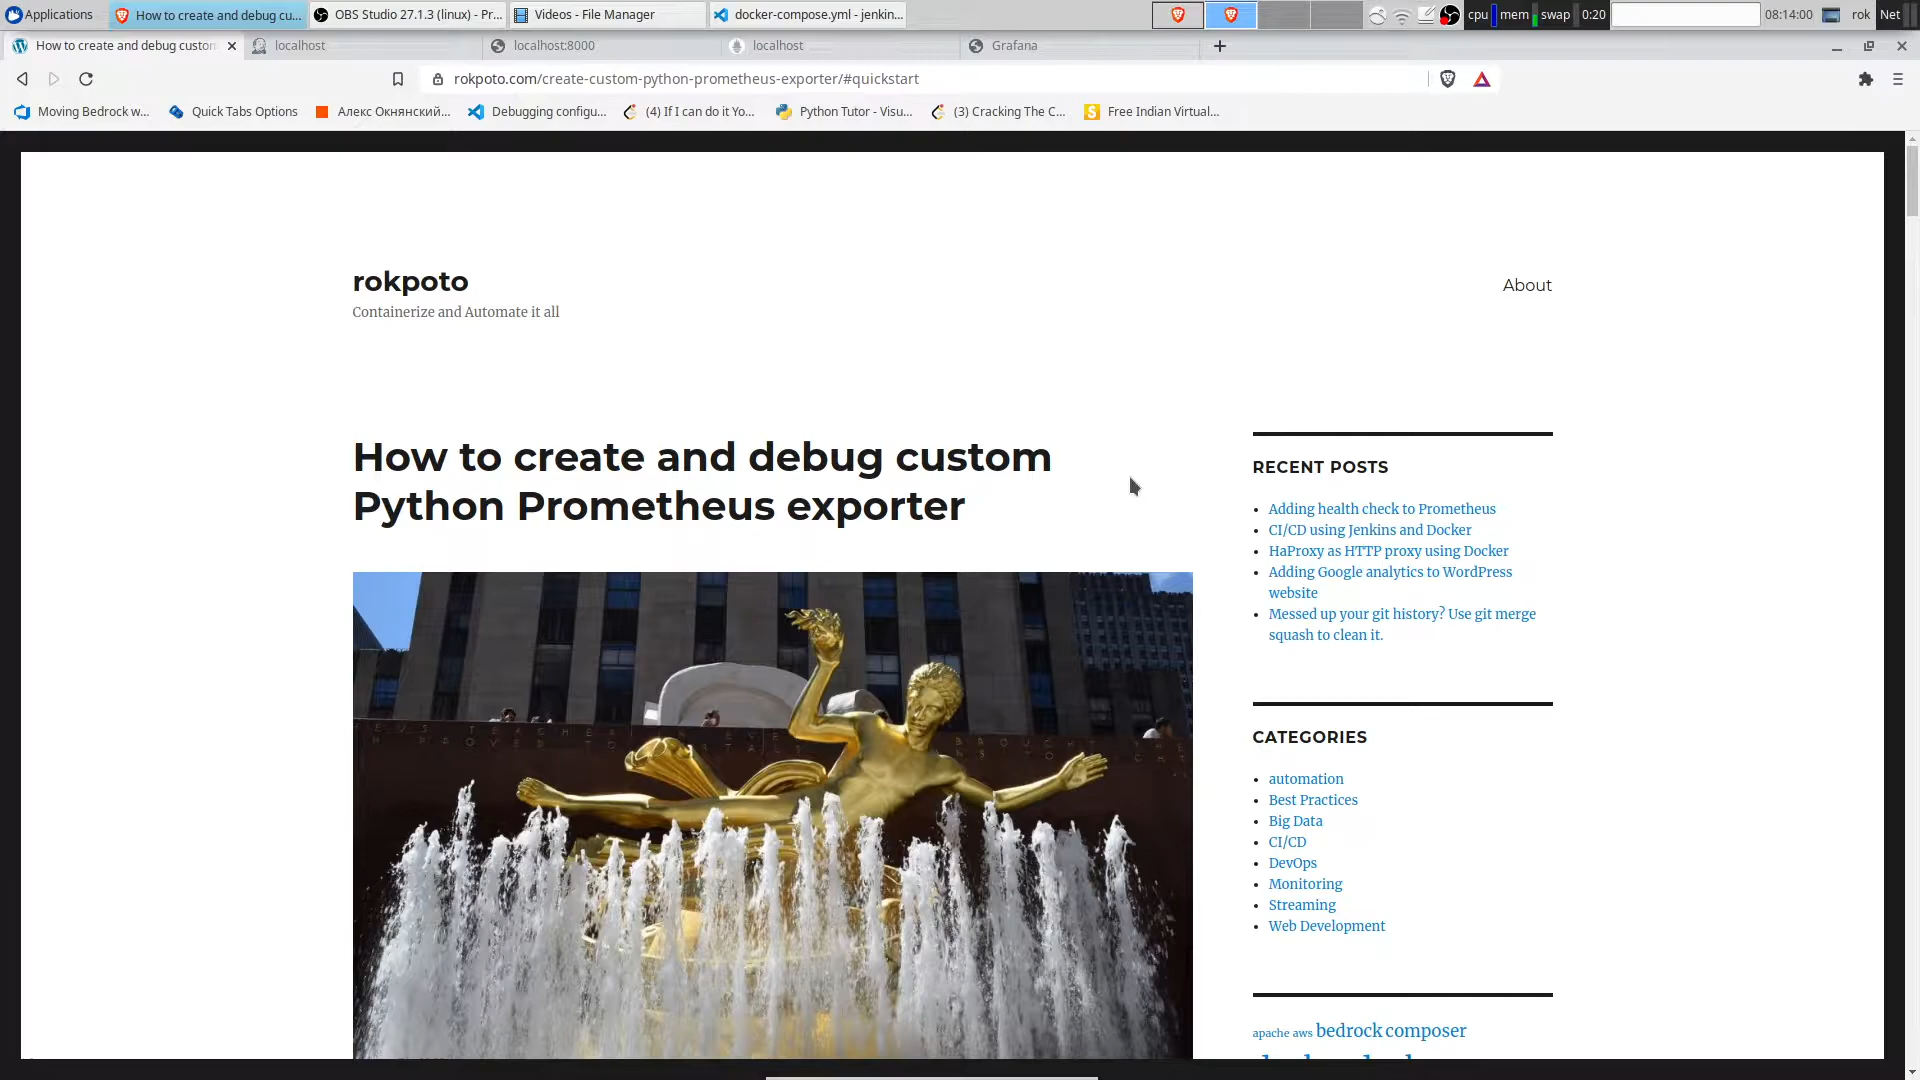 Applications
How to create and debug cu...
OBS Studio 27.1.3 (linux) - Pr...
Videos - File Manager
docker-compose.yml - jenkin...
cpu
mem
swap
0:20
08:14:00
rok
Net
How to create and debug custom
localhost
localhost:8000
localhost
Grafana
rokpoto.com/create-custom-python-prometheus-exporter/#quickstart
Moving Bedrock w...
Quick Tabs Options
Алекс Окнянский...
Debugging configu...
(4) If I can do it Yo...
Python Tutor - Visu...
(3) Cracking The C...
Free Indian Virtual...
rokpoto
Containerize and Automate it all
About
How to create and debug custom
Python Prometheus exporter
RECENT POSTS
Adding health check to Prometheus
CI/CD using Jenkins and Docker
HaProxy as HTTP proxy using Docker
Adding Google analytics to WordPress
website
Messed up your git history? Use git merge
squash to clean it.
CATEGORIES
automation
Best Practices
Big Data
CI/CD
DevOps
Monitoring
Streaming
Web Development
apache aws bedrock composer